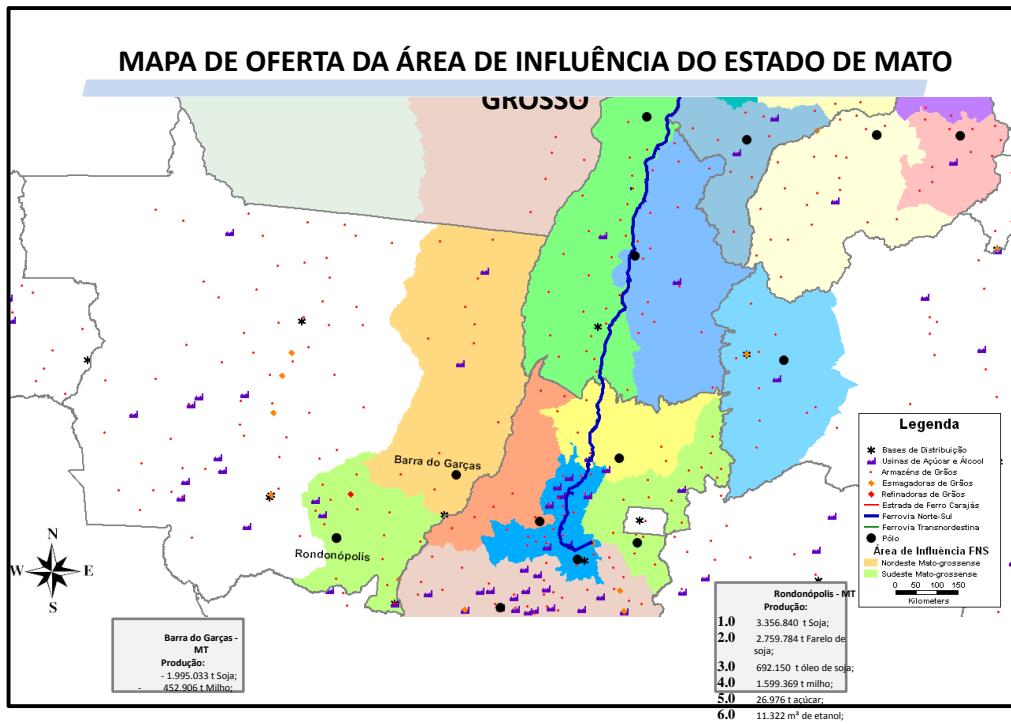 MAPA DE OFERTA DA ÁREA DE INFLUÊNCIA DO ESTADO DE MATO
GROSSO
Barra do Garças
Rondonópolis
N
W E
S
Legenda
Bases de Distribuição
Usinas de Açúcar e Álcool
Armazéns de Grãos
Esmagadoras de Grãos
Refinadoras de Grãos
Estrada de Ferro Carajás
Ferrovia Norte-Sul
Ferrovia Transnordestina
Pólo
Área de Influência FNS
Nordeste Mato-grossense
Sudeste Mato-grossense
0 50 100 150
Kilometers
Barra do Garças -
MT
Produção:
- 1.995.033 t Soja;
- 452.906 t Milho;
Rondonópolis - MT
Produção:
1.0 3.356.840 t Soja;
2.0 2.759.784 t Farelo de
soja;
3.0 692.150 t óleo de soja;
4.0 1.599.369 t milho;
5.0 26.976 t açúcar;
6.0 11.322 m³ de etanol;